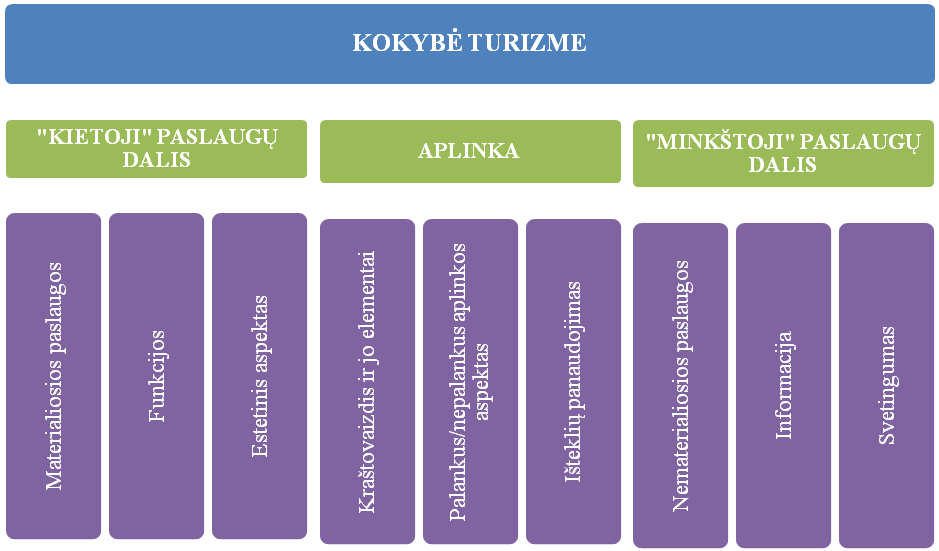 KOKYBĖ TURIZME
"KIETOJI" PASLAUGŲ
DALIS
APLINKA
"MINKŠTOJI" PASLAUGŲ
DALIS
Materialiosios paslaugos
Funkcijos
Estetinis aspektas
Kraštovaizdis ir jo elementai
Palankus/nepalankus aplinkos
aspektas
Išteklių panaudojimas
Nematerialiosios paslaugos
Informacija
Svetingumas